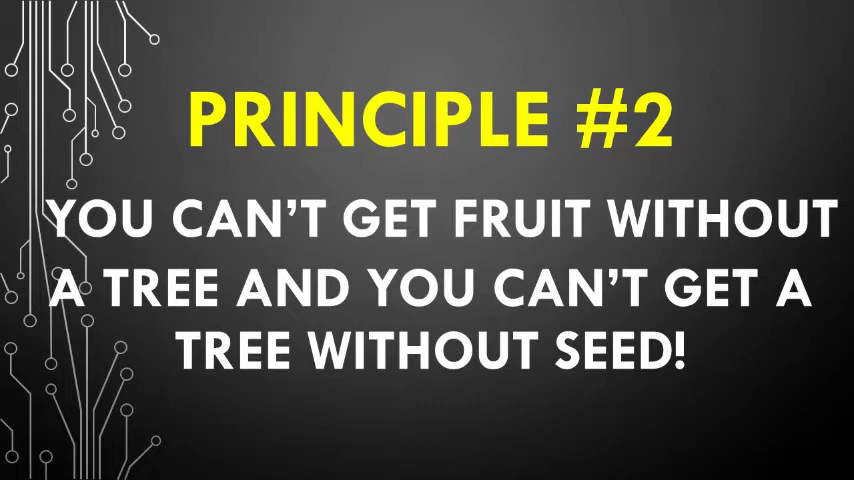 PRINCIPLE #2
YOU CAN'T GET FRUIT WITHOUT
A TREE AND YOU CAN'T GET A
TREE WITHOUT SEED!